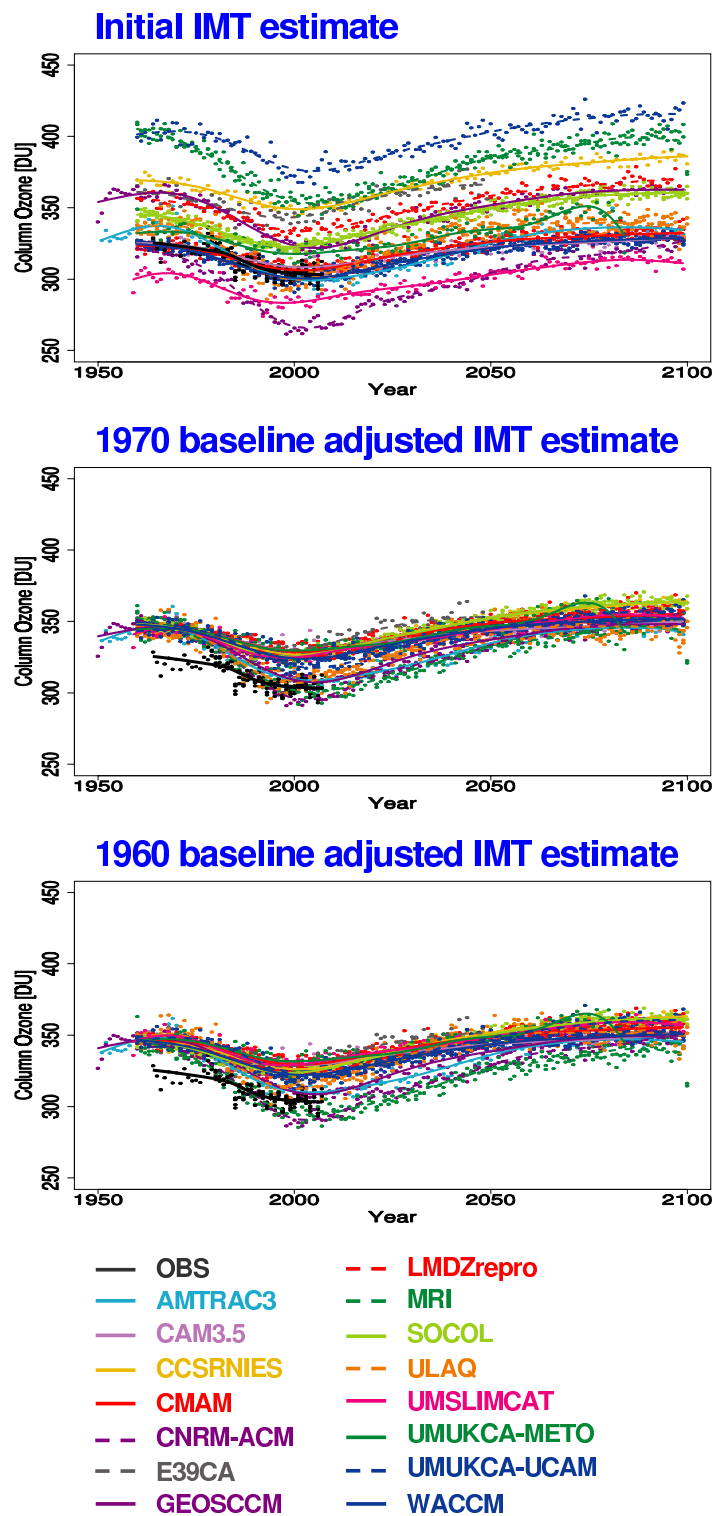 Initial IMT estimate
450
400
350
300
250
Column Ozone [DU]
1950 2000 2050 2100
Year
1970 baseline adjusted IMT estimate
450
400
350
300
250
Column Ozone [DU]
1950 2000 2050 2100
Year
1960 baseline adjusted IMT estimate
450
400
350
300
250
Column Ozone [DU]
1950 2000 2050 2100
Year
OBS
AMTRAC3
CAM3.5
CCSRNIES
CMAM
CNRM-ACM
E39CA
GEOSCCM
LMDZrepro
MRI
SOCOL
ULAQ
UMSLIMCAT
UMUKCA-METO
UMUKCA-UCAM
WACCM